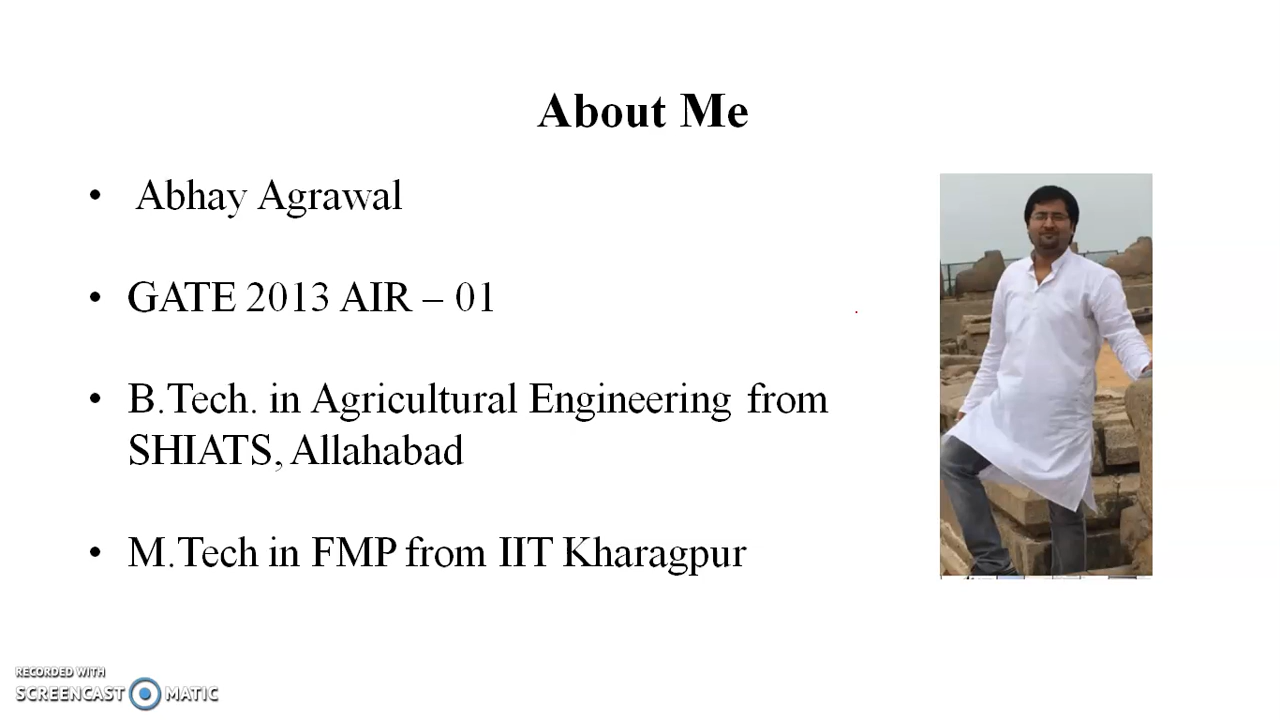 About Me
• Abhay Agrawal
• GATE 2013 AIR – 01
• B.Tech. in Agricultural Engineering from
SHIATS, Allahabad
• M.Tech in FMP from IIT Kharagpur
RECORDED WITH
SCREENCAST MATIC